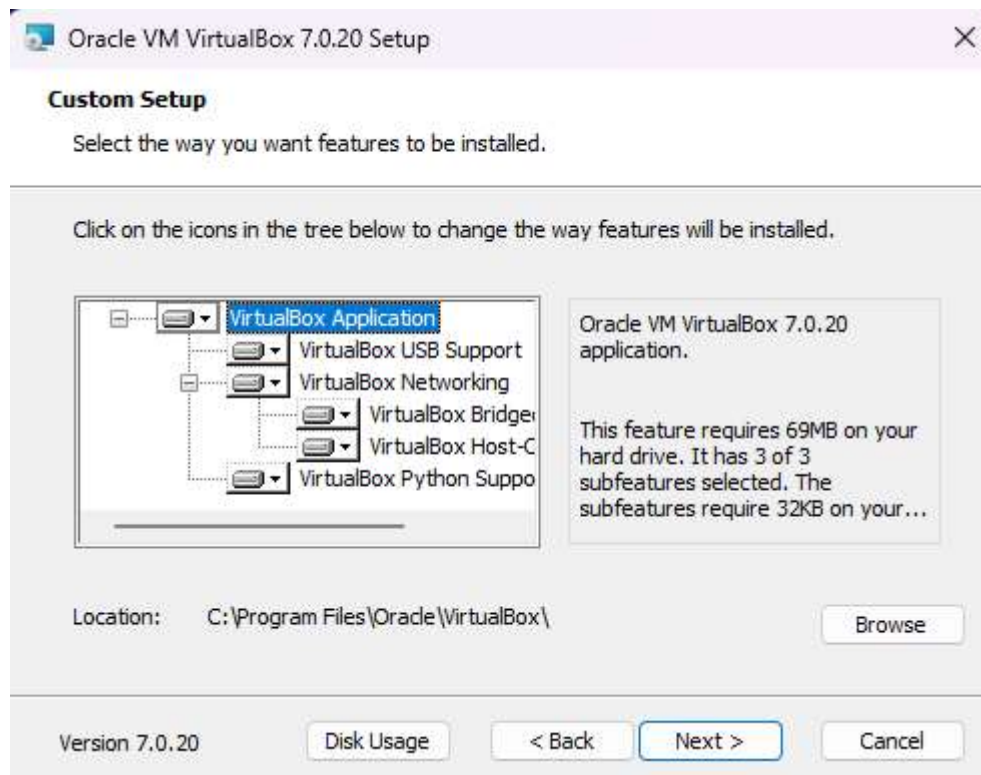 Oracle VM VirtualBox 7.0.20 Setup
Custom Setup
Select the way you want features to be installed.
Click on the icons in the tree below to change the way features will be installed.
VirtualBox Application
VirtualBox USB Support
VirtualBox Networking
VirtualBox Bridge
VirtualBox Host-C
VirtualBox Python Suppo
Oracle VM VirtualBox 7.0.20
application.
This feature requires 69MB on your
hard drive. It has 3 of 3
subfeatures selected. The
subfeatures require 32KB on your...
Location: C:\Program Files\Oracle\VirtualBox\
Browse
Version 7.0.20
Disk Usage
< Back
Next >
Cancel